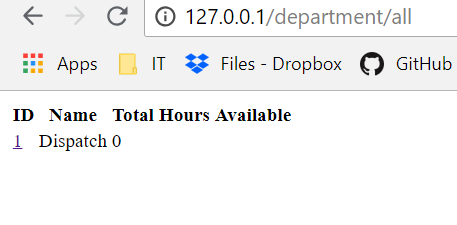 127.0.0.1/department/all
Apps IT Files - Dropbox GitHub
ID Name Total Hours Available
1 Dispatch 0